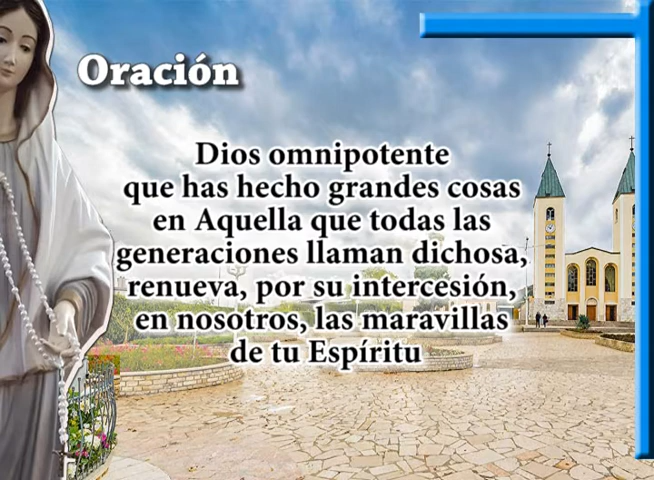 Oración
Dios omnipotente
que has hecho grandes cosas
en Aquella que todas las
generaciones llaman dichosa,
renueva, por su intercesión,
en nosotros, las maravillas
de tu Espíritu